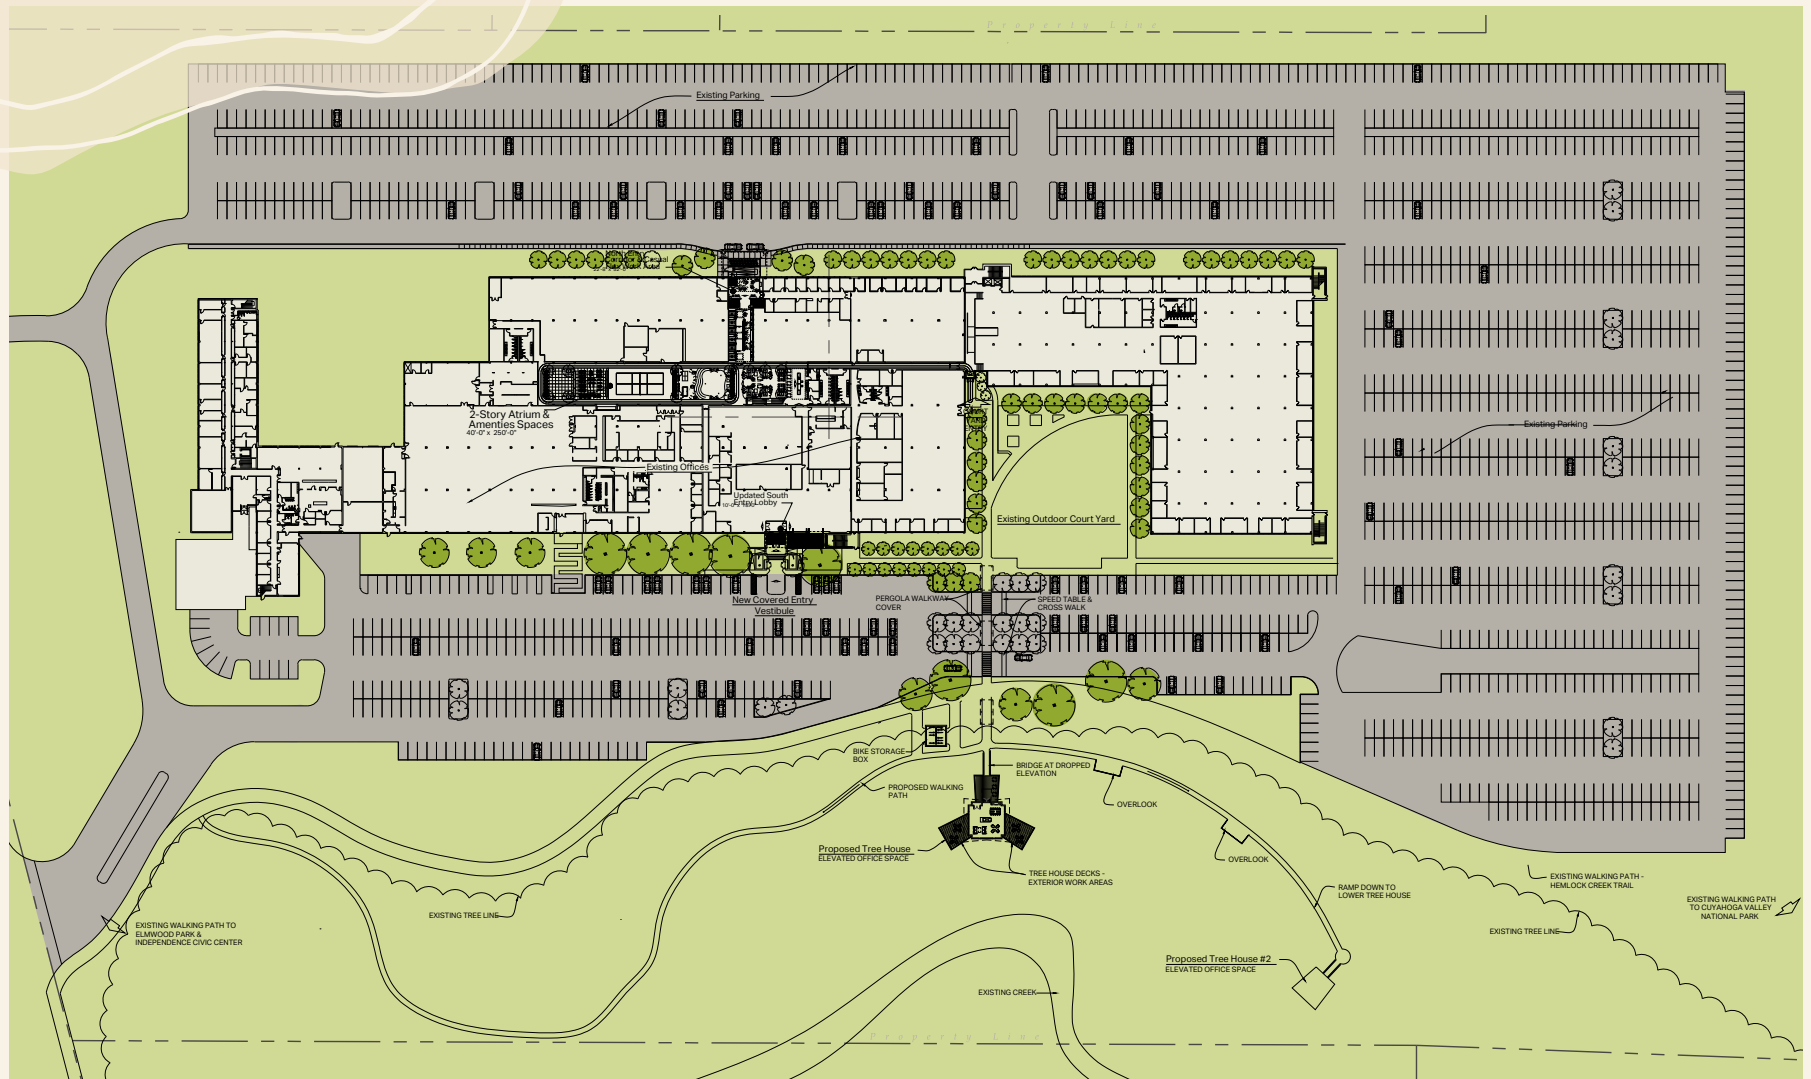 Property Line
Existing Parking
2-Story Atrium &
Amenties Spaces
40'-0" x 250'-0"
Existing Parking
Existing Offices
Updated South
Entry Lobby
Existing Outdoor Court Yard
New Covered Entry
Vestibule
PERGOLA WALKWAY
COVER
SPEED TABLE &
CROSS WALK
BIKE STORAGE
BOX
BRIDGE AT DROPPED
ELEVATION
PROPOSED WALKING
PATH
OVERLOOK
Proposed Tree House
ELEVATED OFFICE SPACE
OVERLOOK
TREE HOUSE DECKS -
EXTERIOR WORK AREAS
EXISTING WALKING PATH -
HEMLOCK CREEK TRAIL
RAMP DOWN TO
LOWER TREE HOUSE
EXISTING WALKING PATH
TO CUYAHOGA VALLEY
NATIONAL PARK
EXISTING TREE LINE
EXISTING WALKING PATH TO
ELMWOOD PARK &
INDEPENDENCE CIVIC CENTER
EXISTING TREE LINE
Proposed Tree House #2
ELEVATED OFFICE SPACE
EXISTING CREEK
Property Line